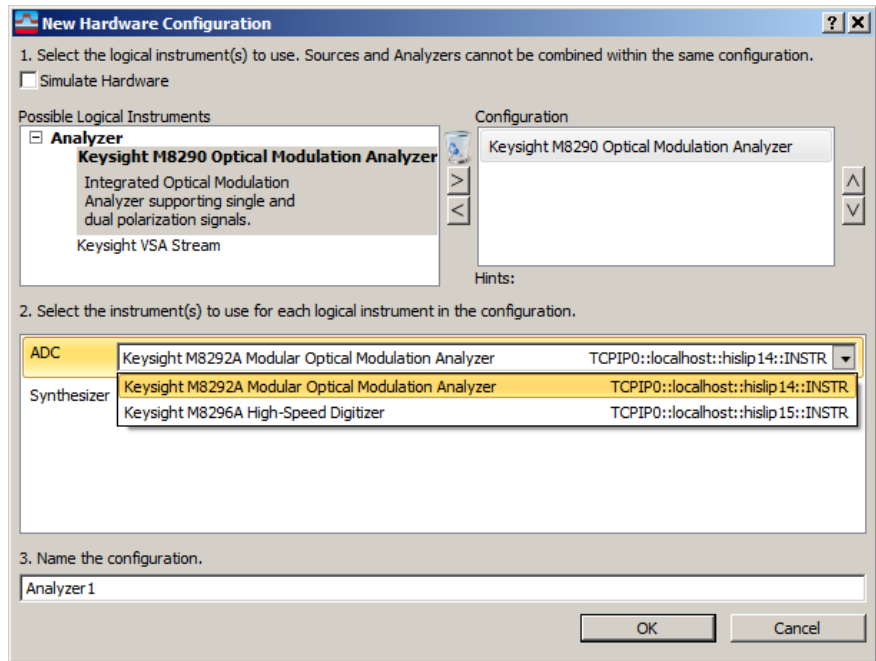 New Hardware Configuration
1. Select the logical instrument(s) to use. Sources and Analyzers cannot be combined within the same configuration.
Simulate Hardware
Possible Logical Instruments
Analyzer
Keysight M8290 Optical Modulation Analyzer
Integrated Optical Modulation
Analyzer supporting single and
dual polarization signals.
Keysight VSA Stream
Configuration
Keysight M8290 Optical Modulation Analyzer
Hints:
2. Select the instrument(s) to use for each logical instrument in the configuration.
ADC Keysight M8292A Modular Optical Modulation Analyzer TCPIP0::localhost::hislip14::INSTR
Keysight M8292A Modular Optical Modulation Analyzer TCPIP0::localhost::hislip14::INSTR
Synthesizer
Keysight M8296A High-Speed Digitizer TCPIP0::localhost::hislip15::INSTR
3. Name the configuration.
Analyzer1
OK Cancel